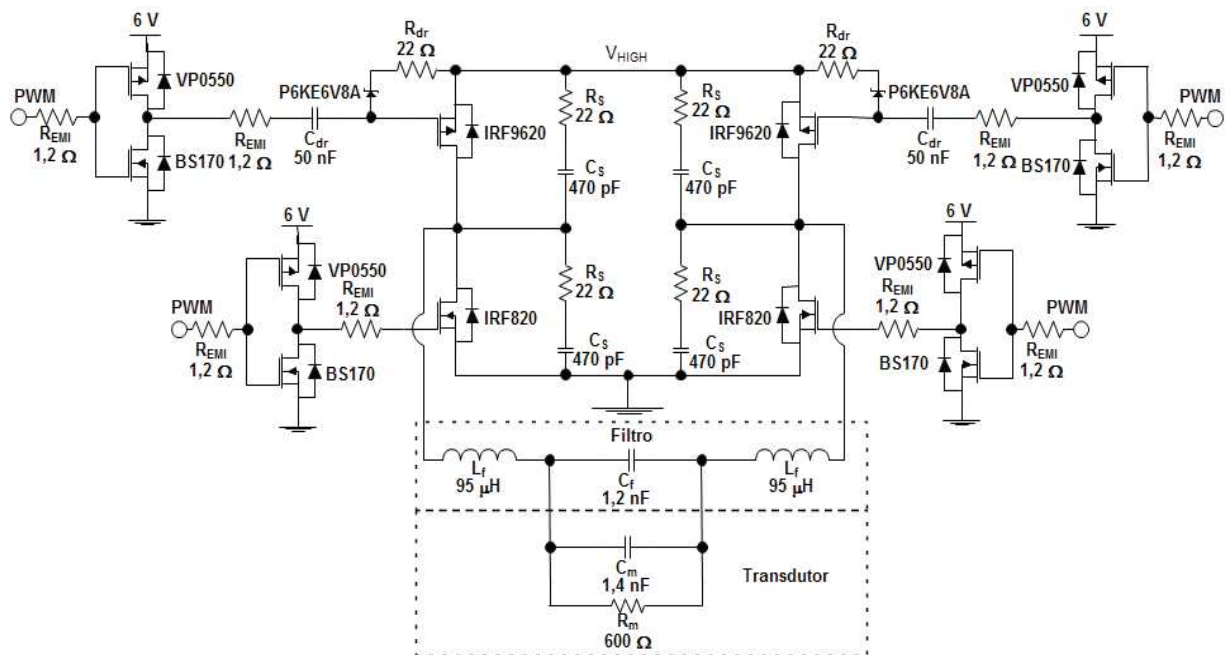 6 V
VP0550
PWM
R_EMI
1,2 Ω
BS170
R_EMI
1,2 Ω
C_dr
50 nF
P6KE6V8A
R_dr
22 Ω
IRF9620
V_HIGH
R_S
22 Ω
C_S
470 pF
R_S
22 Ω
C_S
470 pF
IRF9620
R_dr
22 Ω
P6KE6V8A
C_dr
50 nF
R_EMI
1,2 Ω
6 V
VP0550
BS170
PWM
R_EMI
1,2 Ω
6 V
VP0550
PWM
R_EMI
1,2 Ω
BS170
R_EMI
1,2 Ω
IRF820
R_S
22 Ω
C_S
470 pF
R_S
22 Ω
C_S
470 pF
IRF820
R_EMI
1,2 Ω
6 V
VP0550
BS170
PWM
R_EMI
1,2 Ω
Filtro
L_f
95 μH
C_f
1,2 nF
L_f
95 μH
C_m
1,4 nF
R_m
600 Ω
Transdutor